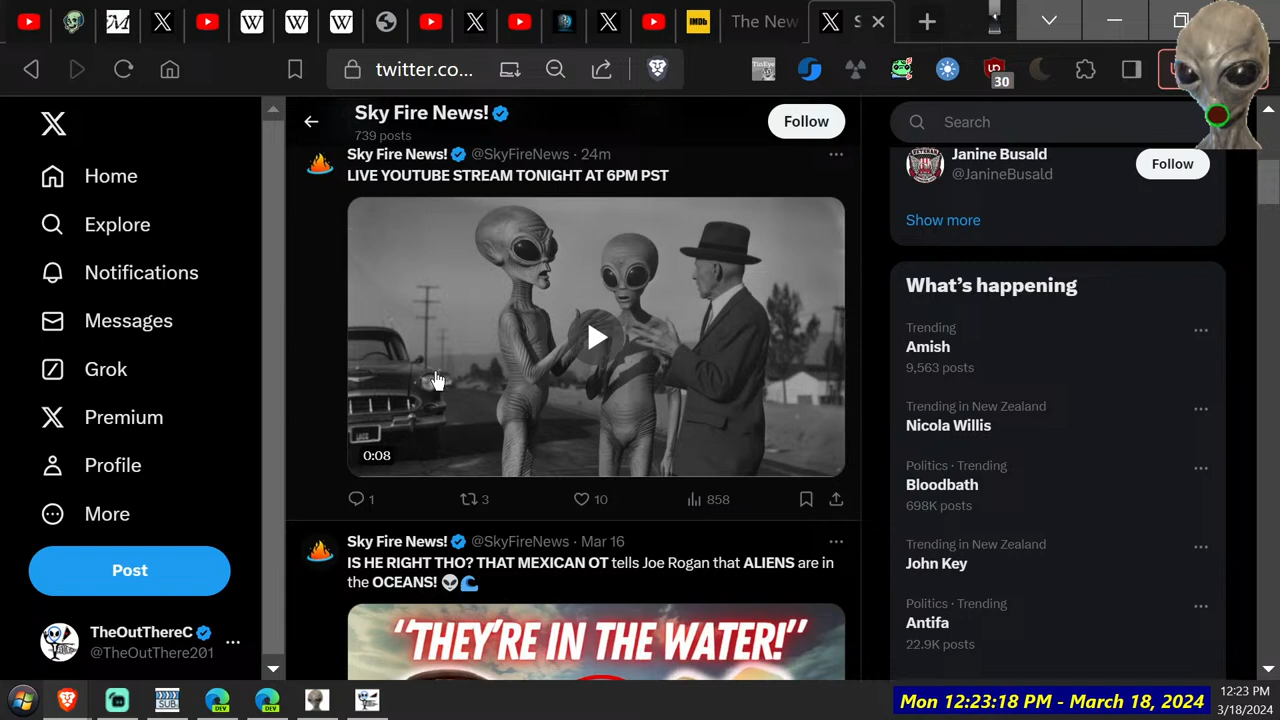 The New
S
twitter.co...
30
Sky Fire News!
739 posts
Follow
Search
Home
Explore
Notifications
Messages
Grok
Premium
Profile
More
Post
TheOutThereC
@TheOutThere201
Sky Fire News! @SkyFireNews · 24m
LIVE YOUTUBE STREAM TONIGHT AT 6PM PST
0:08
1
3
10
858
Sky Fire News! @SkyFireNews · Mar 16
IS HE RIGHT THO? THAT MEXICAN OT tells Joe Rogan that ALIENS are in
the OCEANS! 👽🌊
"THEY'RE IN THE WATER!"
Janine Busald
@JanineBusald
Follow
Show more
What's happening
Trending
Amish
9,563 posts
Trending in New Zealand
Nicola Willis
Politics · Trending
Bloodbath
698K posts
Trending in New Zealand
John Key
Politics · Trending
Antifa
22.9K posts
SUB
DEV
DEV
Mon 12:23:18 PM - March 18, 2024
12:23 PM
3/18/2024